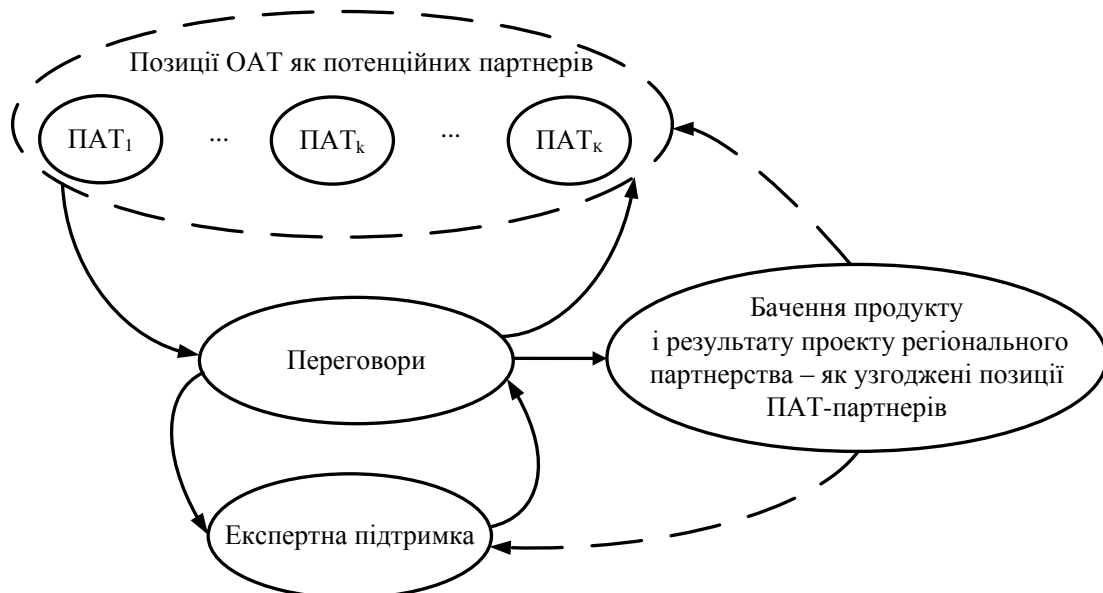 Позиції ОАТ як потенційних партнерів
ПАТ₁ ... ПАТₖ ... ПАТ_К
Переговори
Бачення продукту
і результату проекту регіонального
партнерства – як узгоджені позиції
ПАТ-партнерів
Експертна підтримка